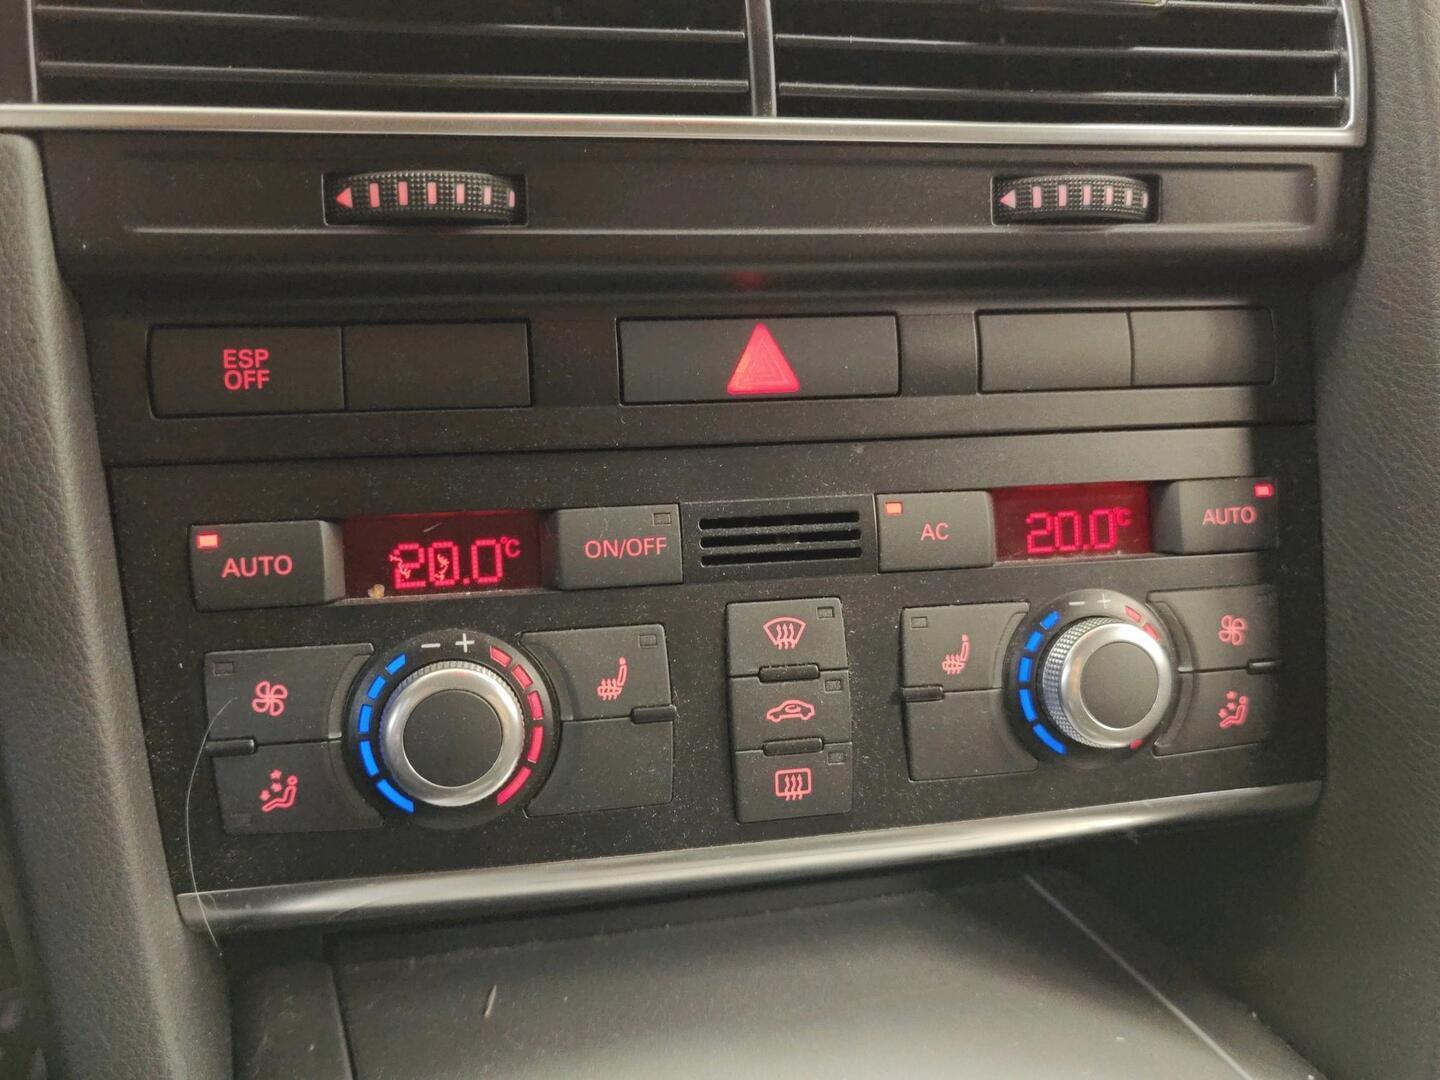 ESP
OFF
AUTO
20.0°C
ON/OFF
AC
20.0°C
AUTO
− +
− +